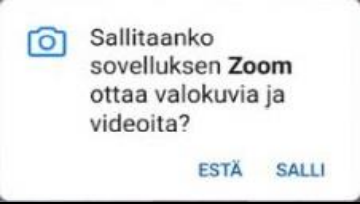 Sallitaanko
sovelluksen Zoom
ottaa valokuvia ja
videoita?
ESTÄ SALLI